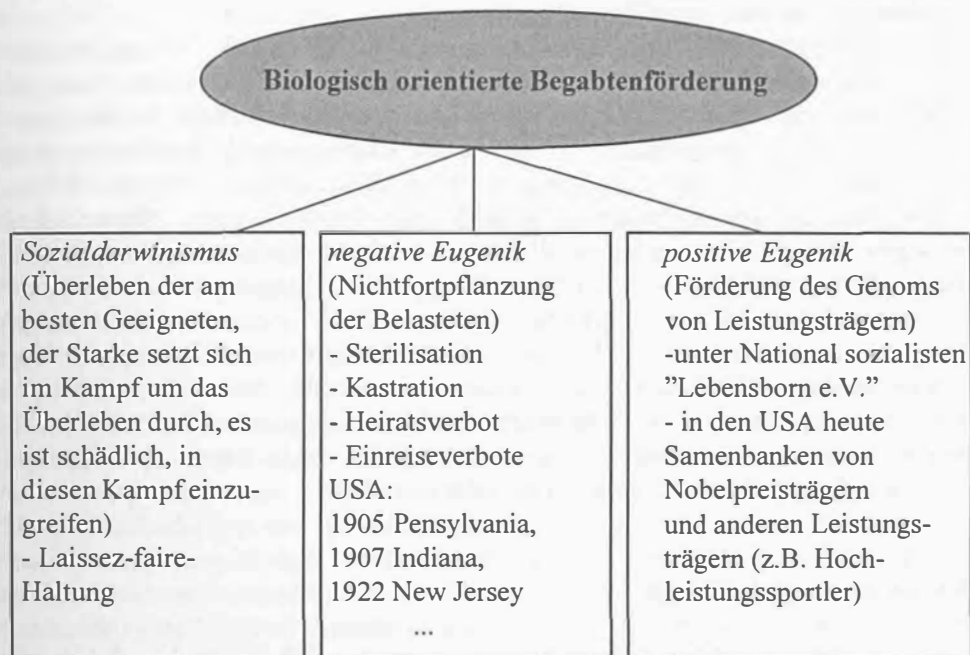 Biologisch orientierte Begabtenförderung
Sozialdarwinismus
(Überleben der am
besten Geeigneten,
der Starke setzt sich
im Kampf um das
Überleben durch, es
ist schädlich, in
diesen Kampf einzu-
greifen)
-Laissez-faire-
Haltung
negative Eugenik
(Nichtfortpflanzung
der Belasteten)
- Sterilisation
- Kastration
- Heiratsverbot
- Einreiseverbote
USA:
1905 Pensylvania,
1907 Indiana,
1922 New Jersey
...
positive Eugenik
(Förderung des Genoms
von Leistungsträgern)
-unter National sozialisten
"Lebensborn e.V."
- in den USA heute
Samenbanken von
Nobelpreisträgern
und anderen Leistungs-
trägern (z.B. Hoch-
leistungssportler)